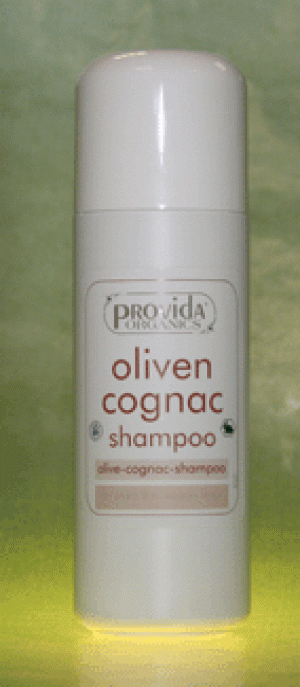 PROVIDA
ORGANICS
oliven
cognac
shampoo
olive-cognac-shampoo